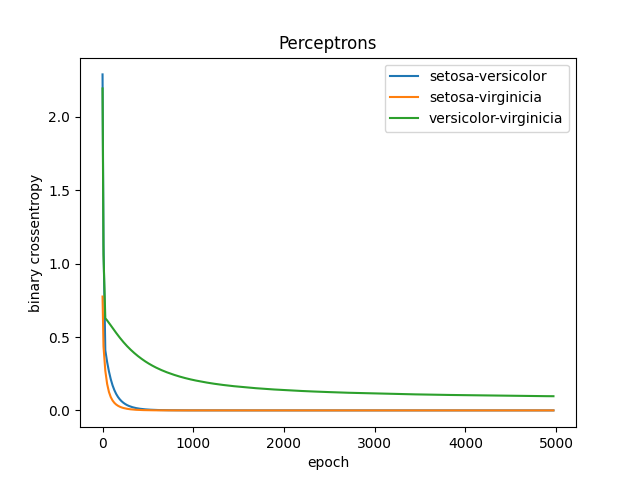 Perceptrons
setosa-versicolor
setosa-virginicia
versicolor-virginicia
binary crossentropy
2.0
1.5
1.0
0.5
0.0
0 1000 2000 3000 4000 5000
epoch